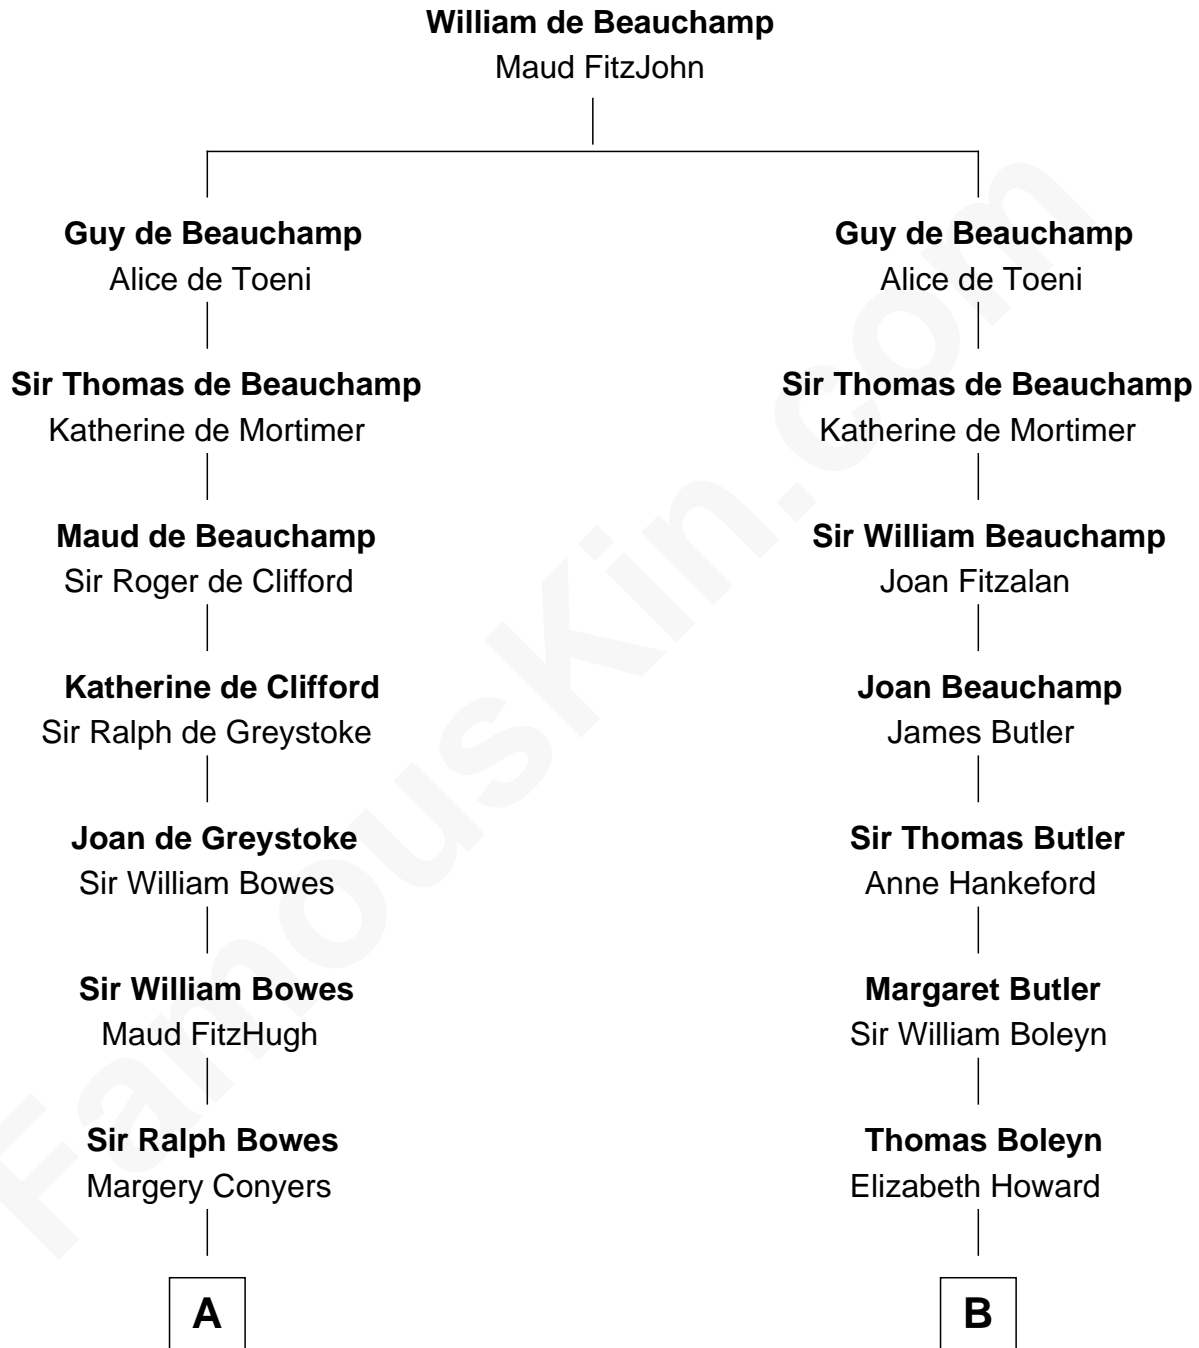 William de Beauchamp
Maud FitzJohn
Guy de Beauchamp
Alice de Toeni
Guy de Beauchamp
Alice de Toeni
Sir Thomas de Beauchamp
Katherine de Mortimer
Sir Thomas de Beauchamp
Katherine de Mortimer
Maud de Beauchamp
Sir Roger de Clifford
Sir William Beauchamp
Joan Fitzalan
Katherine de Clifford
Sir Ralph de Greystoke
Joan Beauchamp
James Butler
Joan de Greystoke
Sir William Bowes
Sir Thomas Butler
Anne Hankeford
Sir William Bowes
Maud FitzHugh
Margaret Butler
Sir William Boleyn
Sir Ralph Bowes
Margery Conyers
Thomas Boleyn
Elizabeth Howard
A
B
FamousKin.com